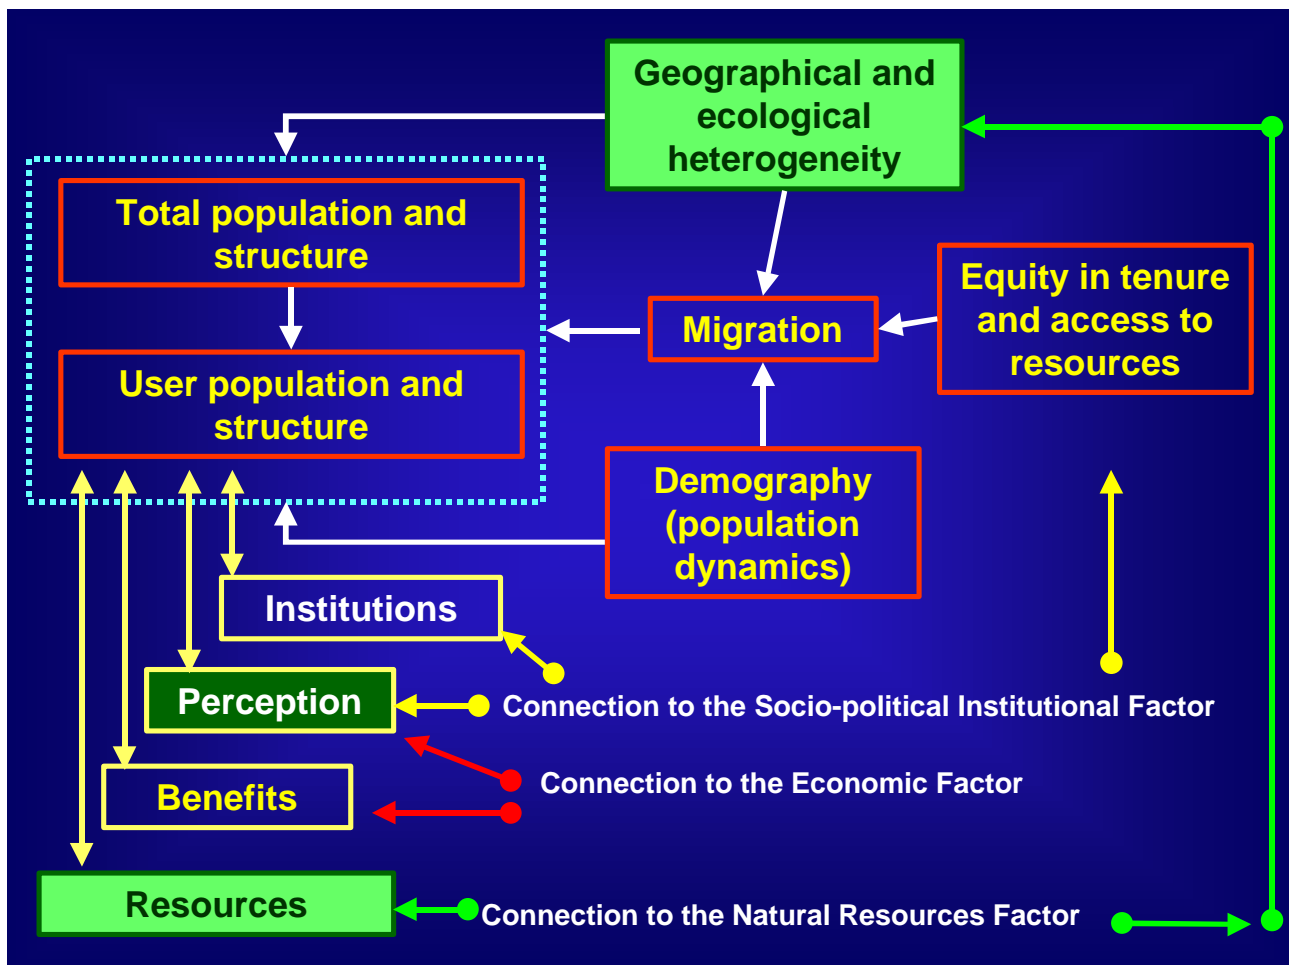 Geographical and
ecological
heterogeneity
Total population and
structure
Equity in tenure
and access to
resources
Migration
User population and
structure
Demography
(population
dynamics)
Institutions
Perception
Connection to the Socio-political Institutional Factor
Connection to the Economic Factor
Benefits
Resources
Connection to the Natural Resources Factor